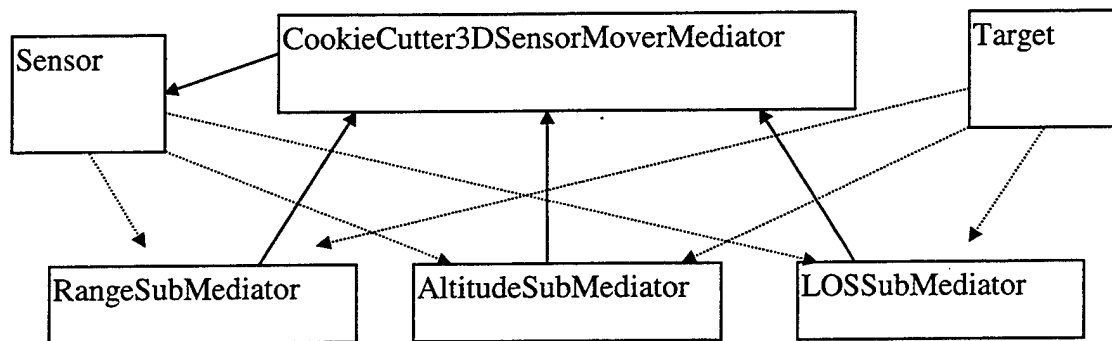 Sensor
CookieCutter3DSensorMoverMediator
Target
RangeSubMediator
AltitudeSubMediator
LOSSubMediator